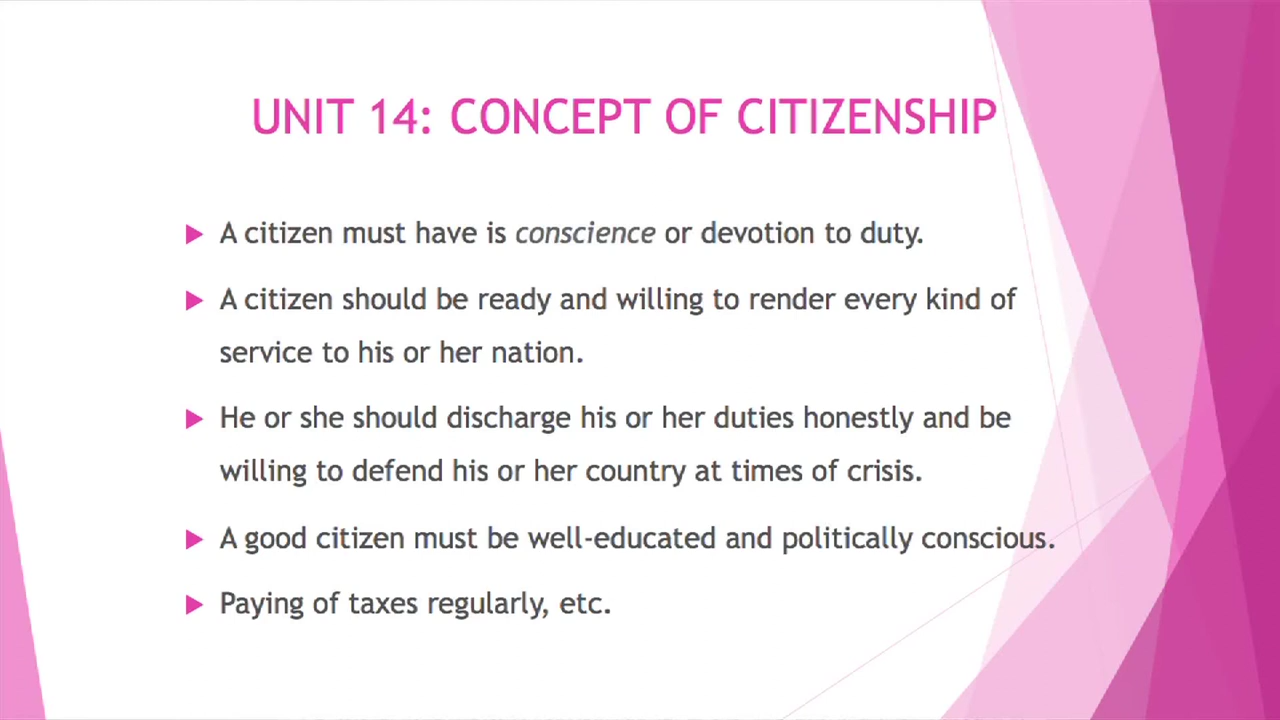 UNIT 14: CONCEPT OF CITIZENSHIP
A citizen must have is conscience or devotion to duty.
A citizen should be ready and willing to render every kind of
service to his or her nation.
He or she should discharge his or her duties honestly and be
willing to defend his or her country at times of crisis.
A good citizen must be well-educated and politically conscious.
Paying of taxes regularly, etc.